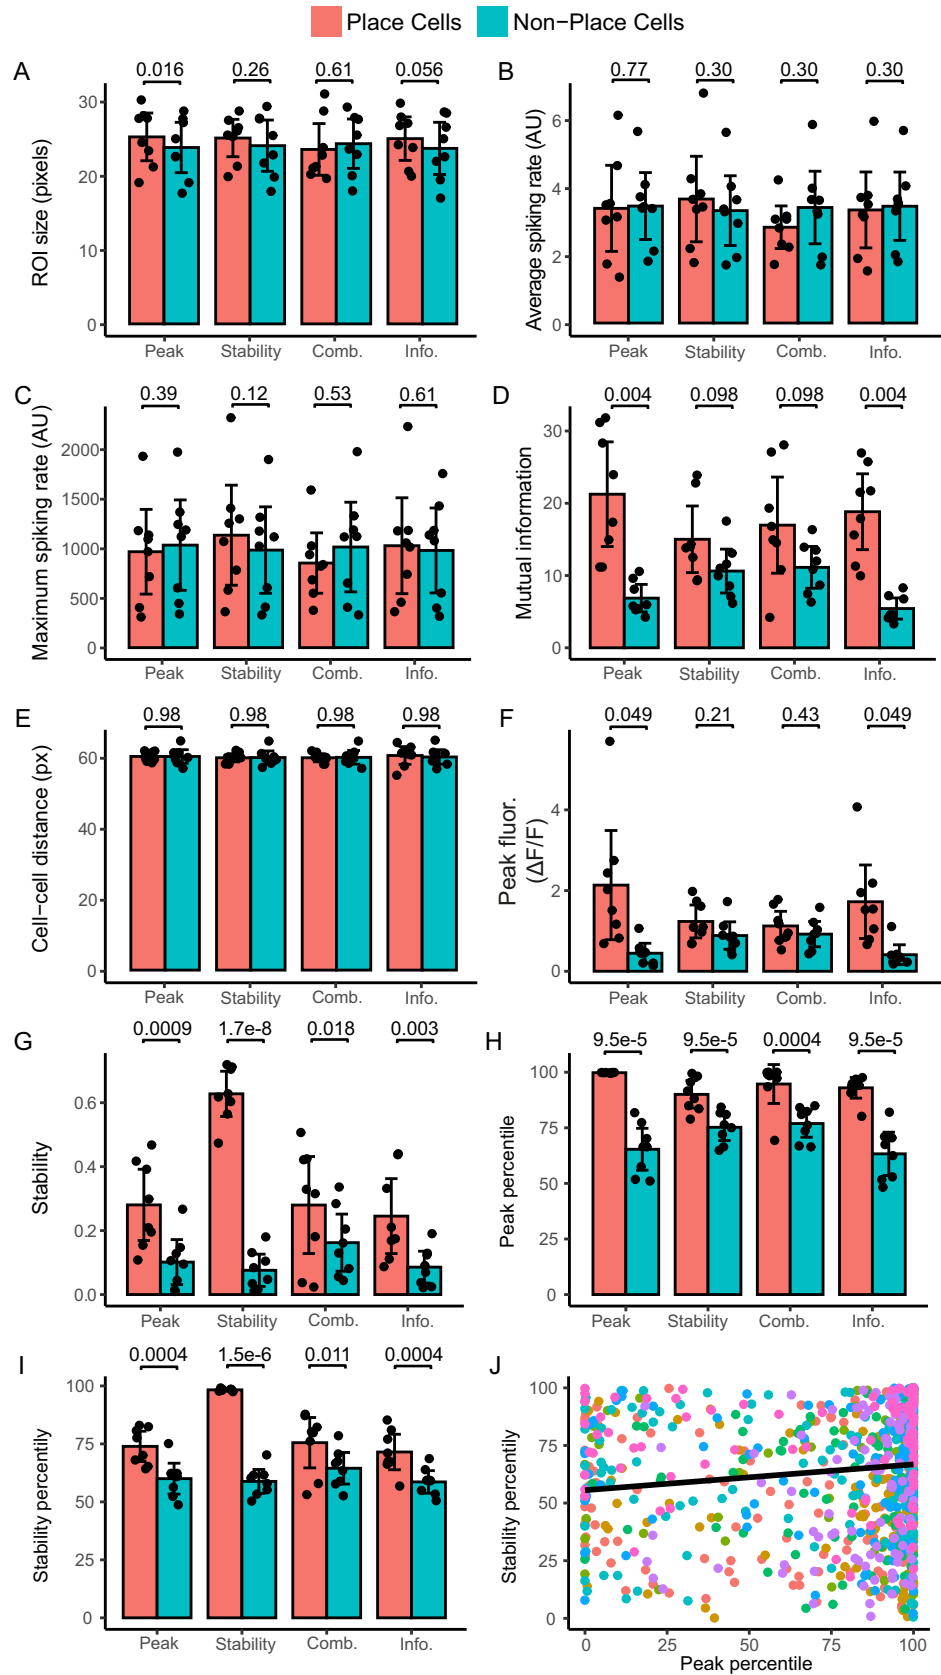 Place Cells Non-Place Cells
A
0.016 0.26 0.61 0.056
ROI size (pixels)
30
20
10
0
Peak Stability Comb. Info.
B
0.77 0.30 0.30 0.30
Average spiking rate (AU)
6
4
2
0
Peak Stability Comb. Info.
C
0.39 0.12 0.53 0.61
Maximum spiking rate (AU)
2000
1500
1000
500
0
Peak Stability Comb. Info.
D
0.004 0.098 0.098 0.004
Mutual information
30
20
10
0
Peak Stability Comb. Info.
E
0.98 0.98 0.98 0.98
Cell-cell distance (px)
60
40
20
0
Peak Stability Comb. Info.
F
0.049 0.21 0.43 0.049
Peak fluor.
(ΔF/F)
4
2
0
Peak Stability Comb. Info.
G
0.0009 1.7e-8 0.018 0.003
Stability
0.6
0.4
0.2
0.0
Peak Stability Comb. Info.
H
9.5e-5 9.5e-5 0.0004 9.5e-5
Peak percentile
100
75
50
25
0
Peak Stability Comb. Info.
I
0.0004 1.5e-6 0.011 0.0004
Stability percentily
100
75
50
25
0
Peak Stability Comb. Info.
J
Stability percentily
100
75
50
25
0
0 25 50 75 100
Peak percentile